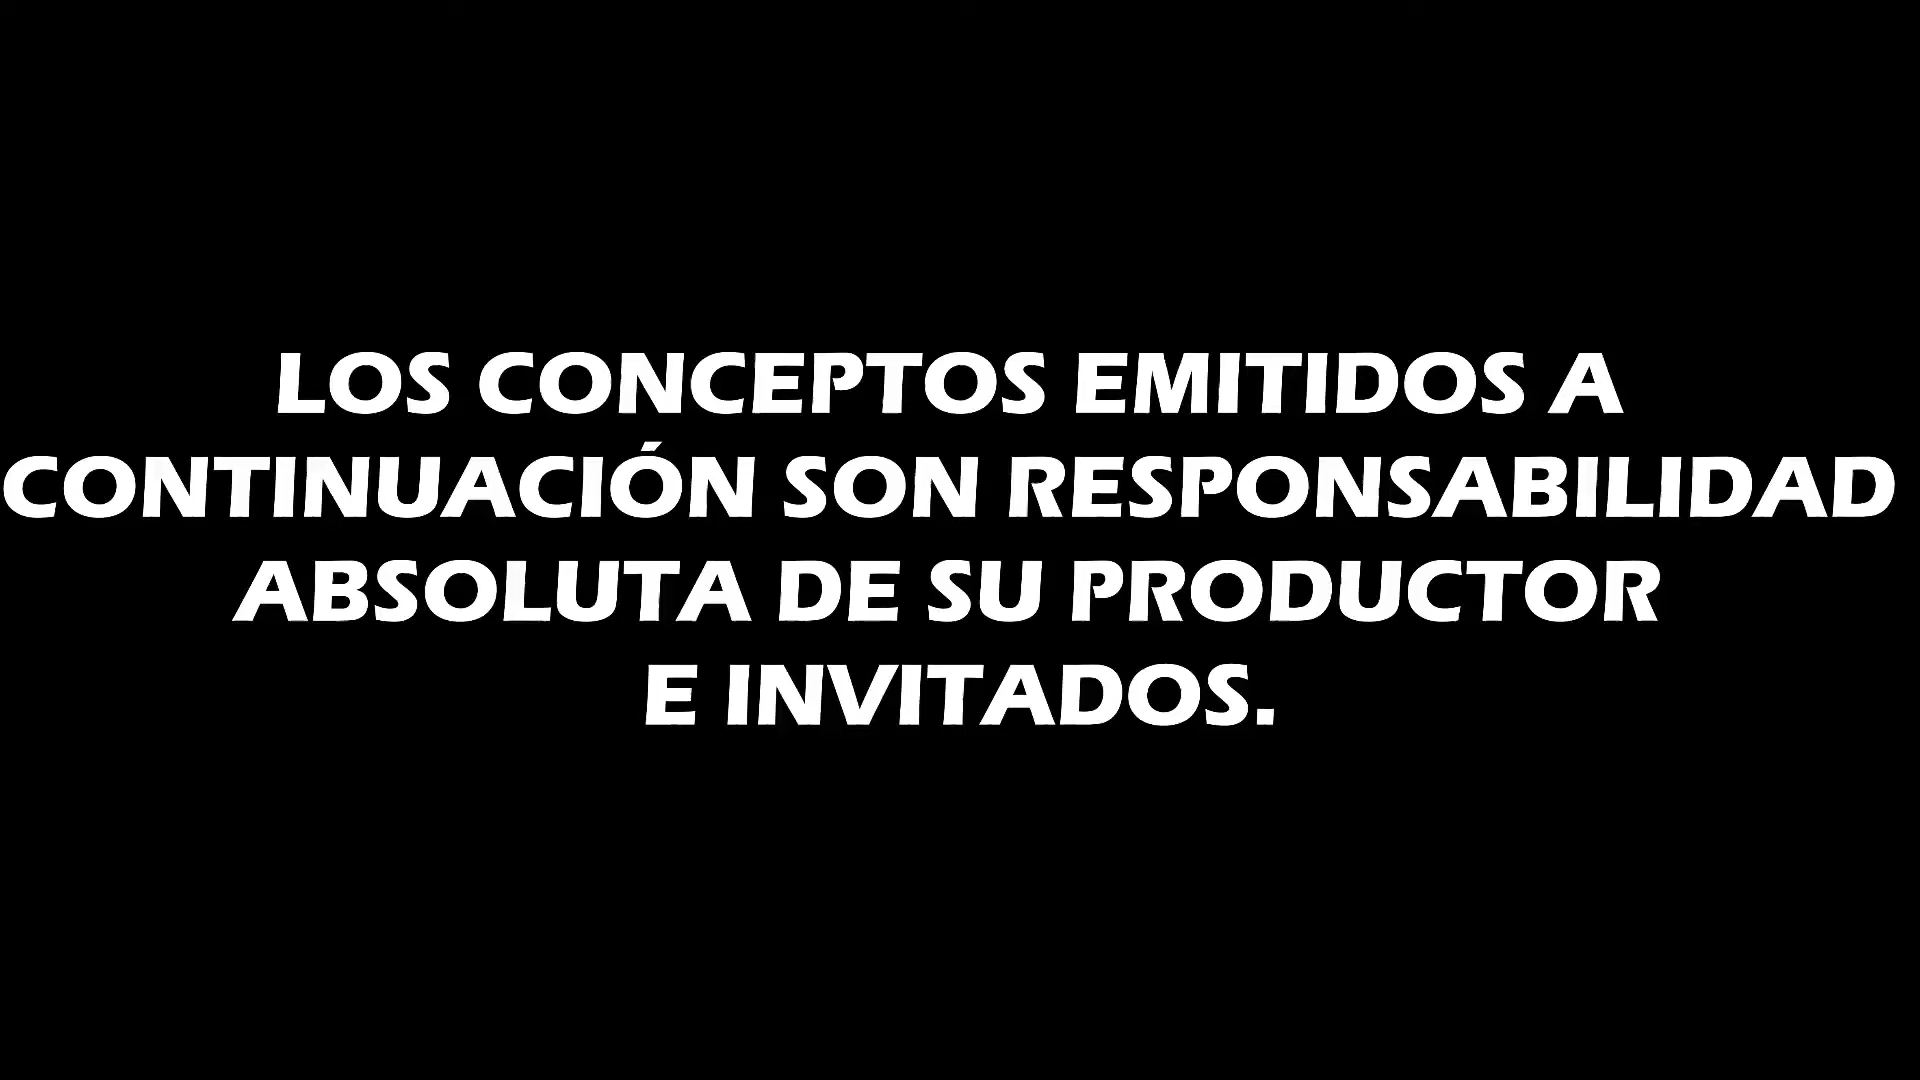 LOS CONCEPTOS EMITIDOS A
CONTINUACIÓN SON RESPONSABILIDAD
ABSOLUTA DE SU PRODUCTOR
E INVITADOS.